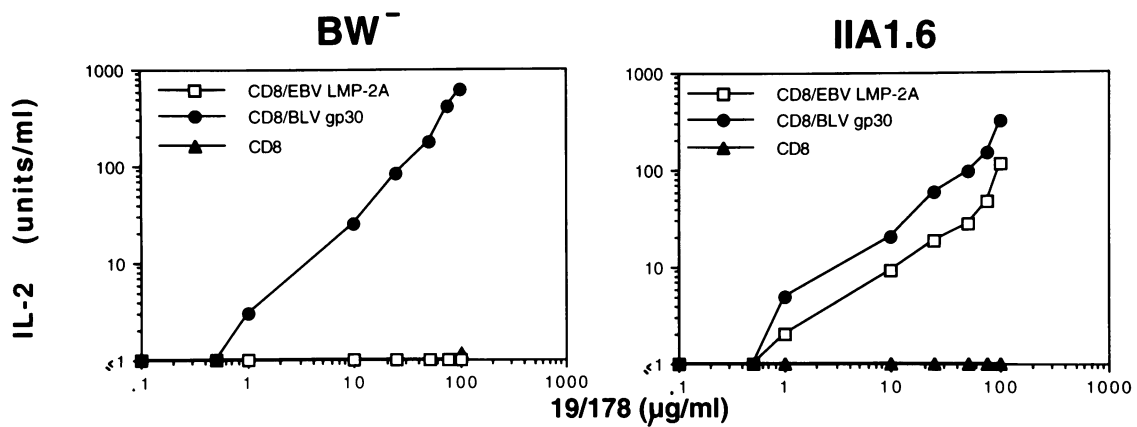 BW⁻
IIA1.6
IL-2 (units/ml)
1000
100
10
<1
CD8/EBV LMP-2A
CD8/BLV gp30
CD8
.1
1
10
100
1000
1000
100
10
<1
CD8/EBV LMP-2A
CD8/BLV gp30
CD8
.1
1
10
100
1000
19/178 (µg/ml)